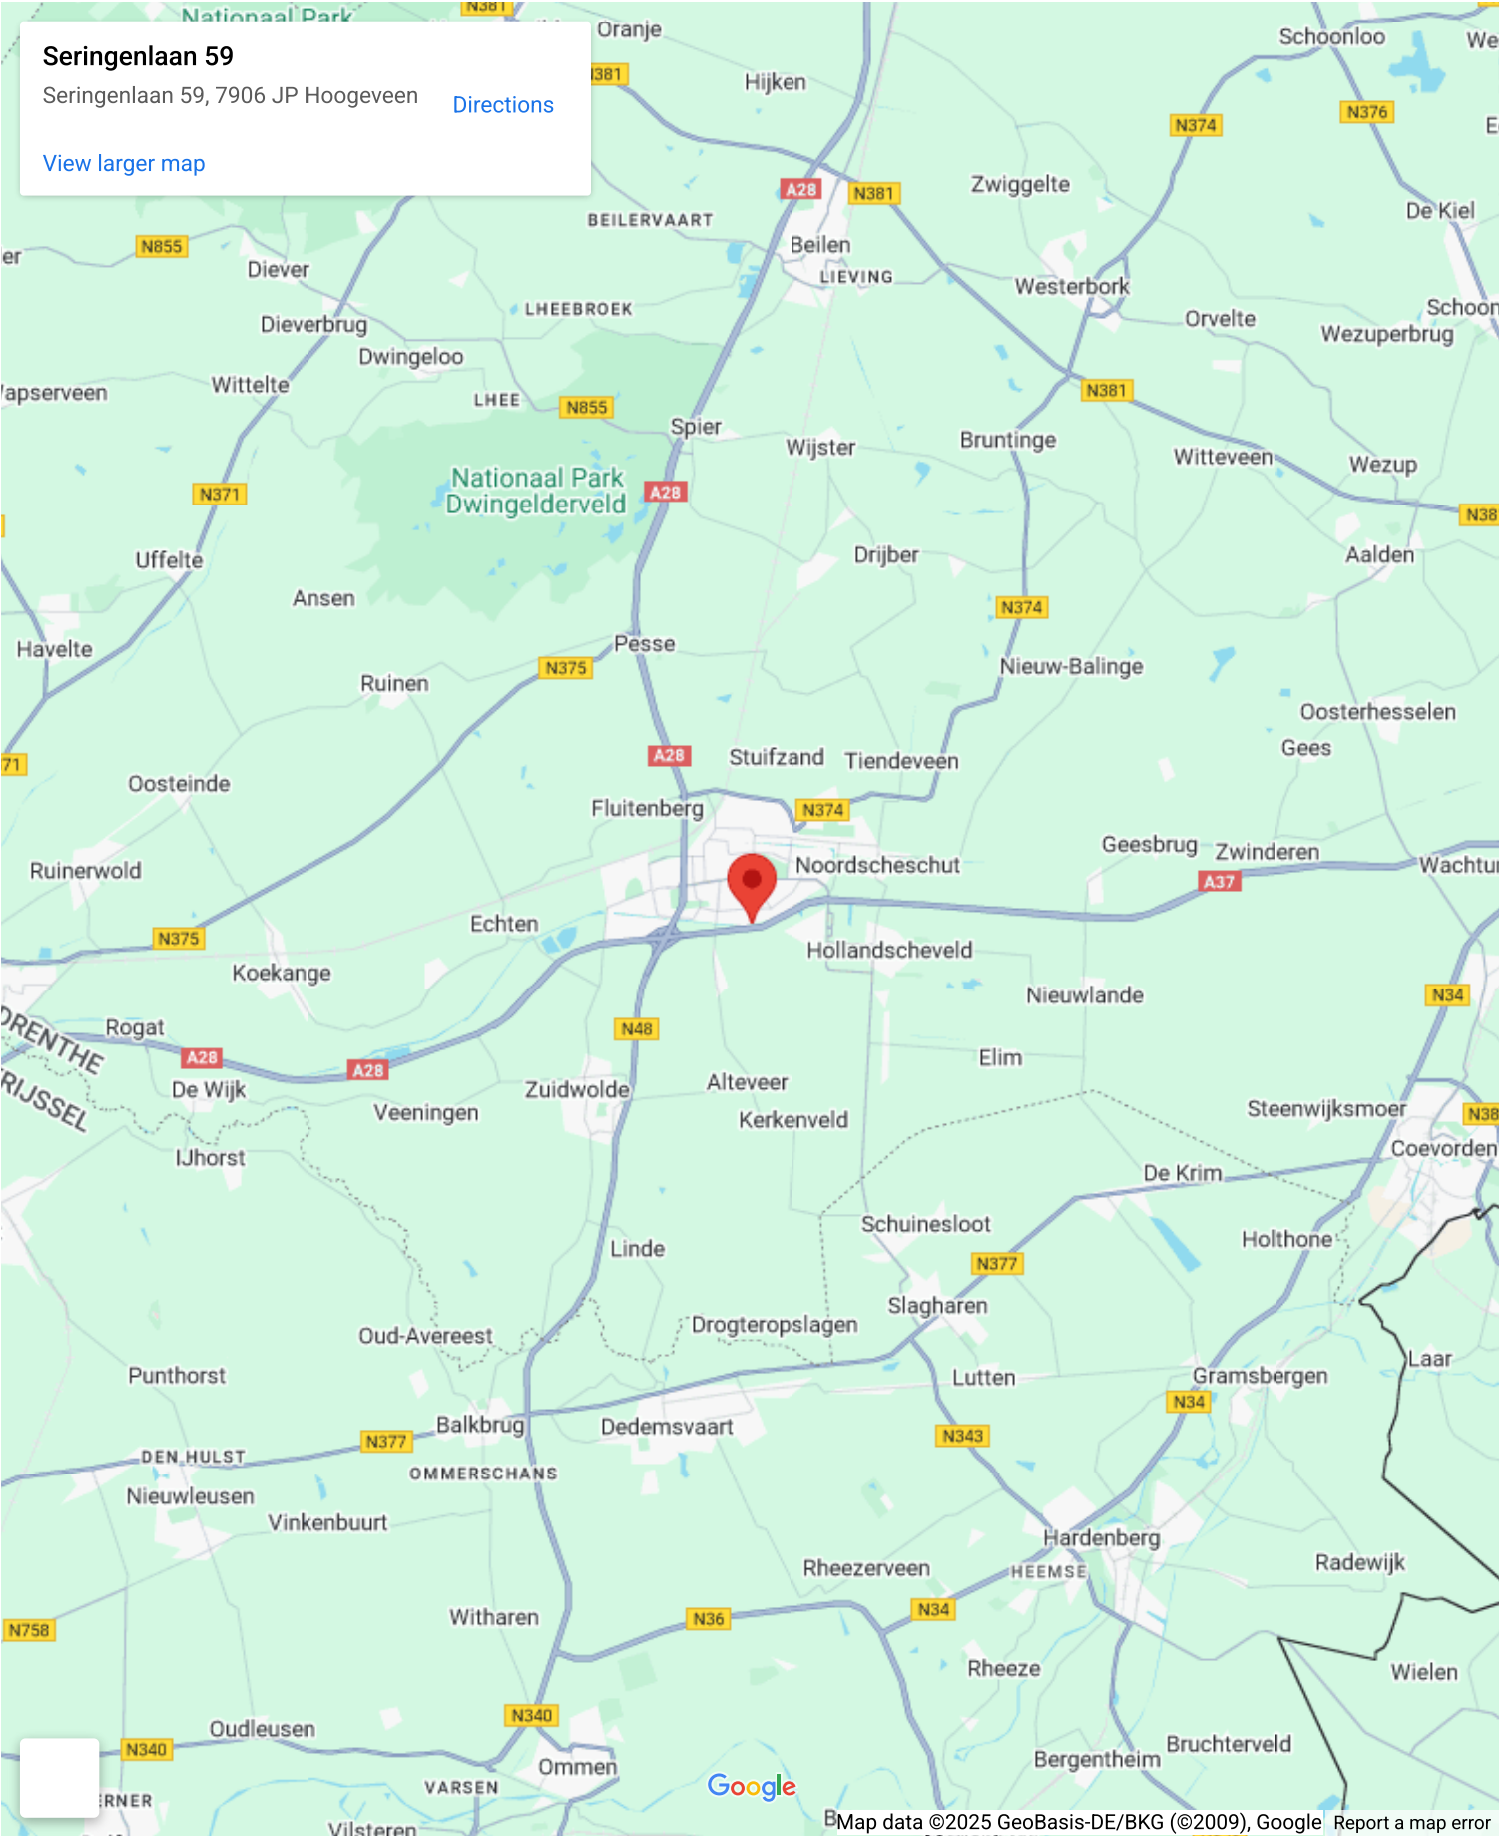 Nationaal Park
N381
Oranje
Schoonloo
Seringenlaan 59
Seringenlaan 59, 7906 JP Hoogeveen
Directions
View larger map
Hijken
N376
N374
Zwiggelte
A28
N381
De Kiel
BEILERVAART
N855
Beilen
Diever
LIEVING
Westerbork
LHEEBROEK
Orvelte
Dieverbrug
Wezuperbrug
Dwingeloo
Wittelte
N381
LHEE
N855
Spier
Bruntinge
Wijster
Witteveen
Wezup
Nationaal Park
Dwingelderveld
A28
N371
Drijber
Aalden
Uffelte
Ansen
N374
Havelte
Pesse
N375
Nieuw-Balinge
Ruinen
Oosterhesselen
Gees
A28
Stuifzand
Tiendeveen
Oosteinde
Fluitenberg
N374
Geesbrug
Zwinderen
Noordscheschut
Ruinerwold
A37
Echten
N375
Hollandscheveld
Koekange
Nieuwlande
N34
Rogat
N48
DRENTHE
A28
A28
Elim
De Wijk
Zuidwolde
Alteveer
Veeningen
Kerkenveld
Steenwijksmoer
IJhorst
Coevorden
De Krim
Schuinesloot
Linde
Holthone
N377
Slagharen
Drogteropslagen
Oud-Avereest
Laar
Punthorst
Lutten
Gramsbergen
N34
Balkbrug
Dedemsvaart
N377
N343
DEN HULST
OMMERSCHANS
Nieuwleusen
Vinkenbuurt
Hardenberg
Rheezerveen
HEEMSE
Radewijk
N34
Witharen
N36
N758
Rheeze
Wielen
N340
Oudleusen
N340
Bruchterveld
Bergentheim
Ommen
VARSEN
Google
Vilsteren
Map data ©2025 GeoBasis-DE/BKG (©2009), Google
Report a map error